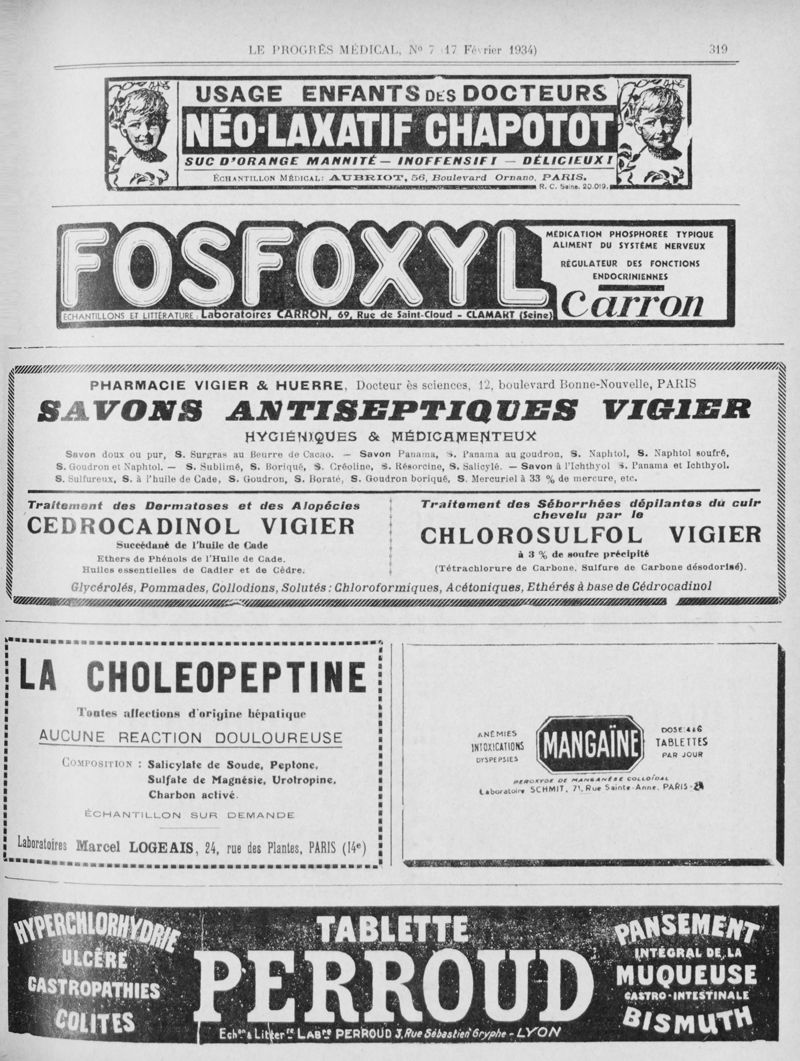 LE PROGRÈS MÉDICAL, No 7 (17 Février 1934) 319
USAGE ENFANTS DES DOCTEURS
NÉO-LAXATIF CHAPOTOT
SUC D'ORANGE MANNITÉ — INOFFENSIF! — DÉLICIEUX!
ÉCHANTILLON MÉDICAL: AUBRIOT, 56, Boulevard Ornano, PARIS.
R. C. Seine. 20.019.
FOSFOXYL
MÉDICATION PHOSPHORÉE TYPIQUE
ALIMENT DU SYSTÈME NERVEUX
RÉGULATEUR DES FONCTIONS
ENDOCRINIENNES
Carron
ÉCHANTILLONS ET LITTÉRATURE: Laboratoires CARRON, 69, Rue de Saint-Cloud - CLAMART (Seine)
PHARMACIE VIGIER & HUERRE, Docteur ès sciences, 12, boulevard Bonne-Nouvelle, PARIS
SAVONS ANTISEPTIQUES VIGIER
HYGIÉNIQUES & MÉDICAMENTEUX
Savon doux ou pur, S. Surgras au Beurre de Cacao. — Savon Panama, S. Panama au goudron, S. Naphtol, S. Naphtol soufré,
S. Goudron et Naphtol. — S. Sublimé, S. Boriqué, S. Créoline, S. Résorcine, S. Salicylé. — Savon à l'Ichthyol S. Panama et Ichthyol.
S. Sulfureux, S. à l'huile de Cade, S. Goudron, S. Boraté, S. Goudron boriqué, S. Mercuriel à 33 % de mercure, etc.
Traitement des Dermatoses et des Alopécies
CEDROCADINOL VIGIER
Succédané de l'huile de Cade
Ethers de Phénols de l'Huile de Cade.
Huiles essentielles de Cadier et de Cèdre.
Traitement des Séborrhées dépilantes du cuir
chevelu par le
CHLOROSULFOL VIGIER
à 3 % de soufre précipité
(Tétrachlorure de Carbone. Sulfure de Carbone désodorisé).
Glycérolés, Pommades, Collodions, Solutés: Chloroformiques, Acétoniques, Ethérés à base de Cédrocadinol
LA CHOLEOPEPTINE
Toutes affections d'origine hépatique
AUCUNE REACTION DOULOUREUSE
COMPOSITION : Salicylate de Soude, Peptone,
Sulfate de Magnésie, Urotropine,
Charbon activé.
ÉCHANTILLON SUR DEMANDE
Laboratoires Marcel LOGEAIS, 24, rue des Plantes, PARIS (14e)
ANÉMIES
INTOXICATIONS
DYSPEPSIES
MANGAÏNE
DOSE: 4 à 6
TABLETTES
PAR JOUR
PEROXYDE DE MANGANÈSE COLLOÏDAL
Laboratoire SCHMIT, 71, Rue Sainte-Anne, PARIS-2e
HYPERCHLORHYDRIE
ULCÈRE
GASTROPATHIES
COLITES
TABLETTE
PERROUD
Echon & Littérre LABre PERROUD 3, Rue Sébastien Gryphe - LYON
PANSEMENT
INTÉGRAL DE LA
MUQUEUSE
GASTRO-INTESTINALE
BISMUTH